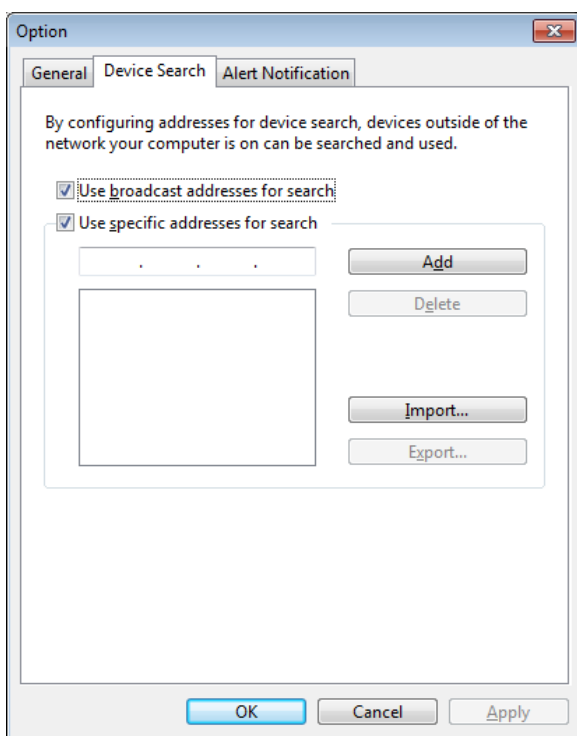 Option
General Device Search Alert Notification
By configuring addresses for device search, devices outside of the
network your computer is on can be searched and used.
Use broadcast addresses for search
Use specific addresses for search
. . . Add
Delete
Import...
Export...
OK Cancel Apply